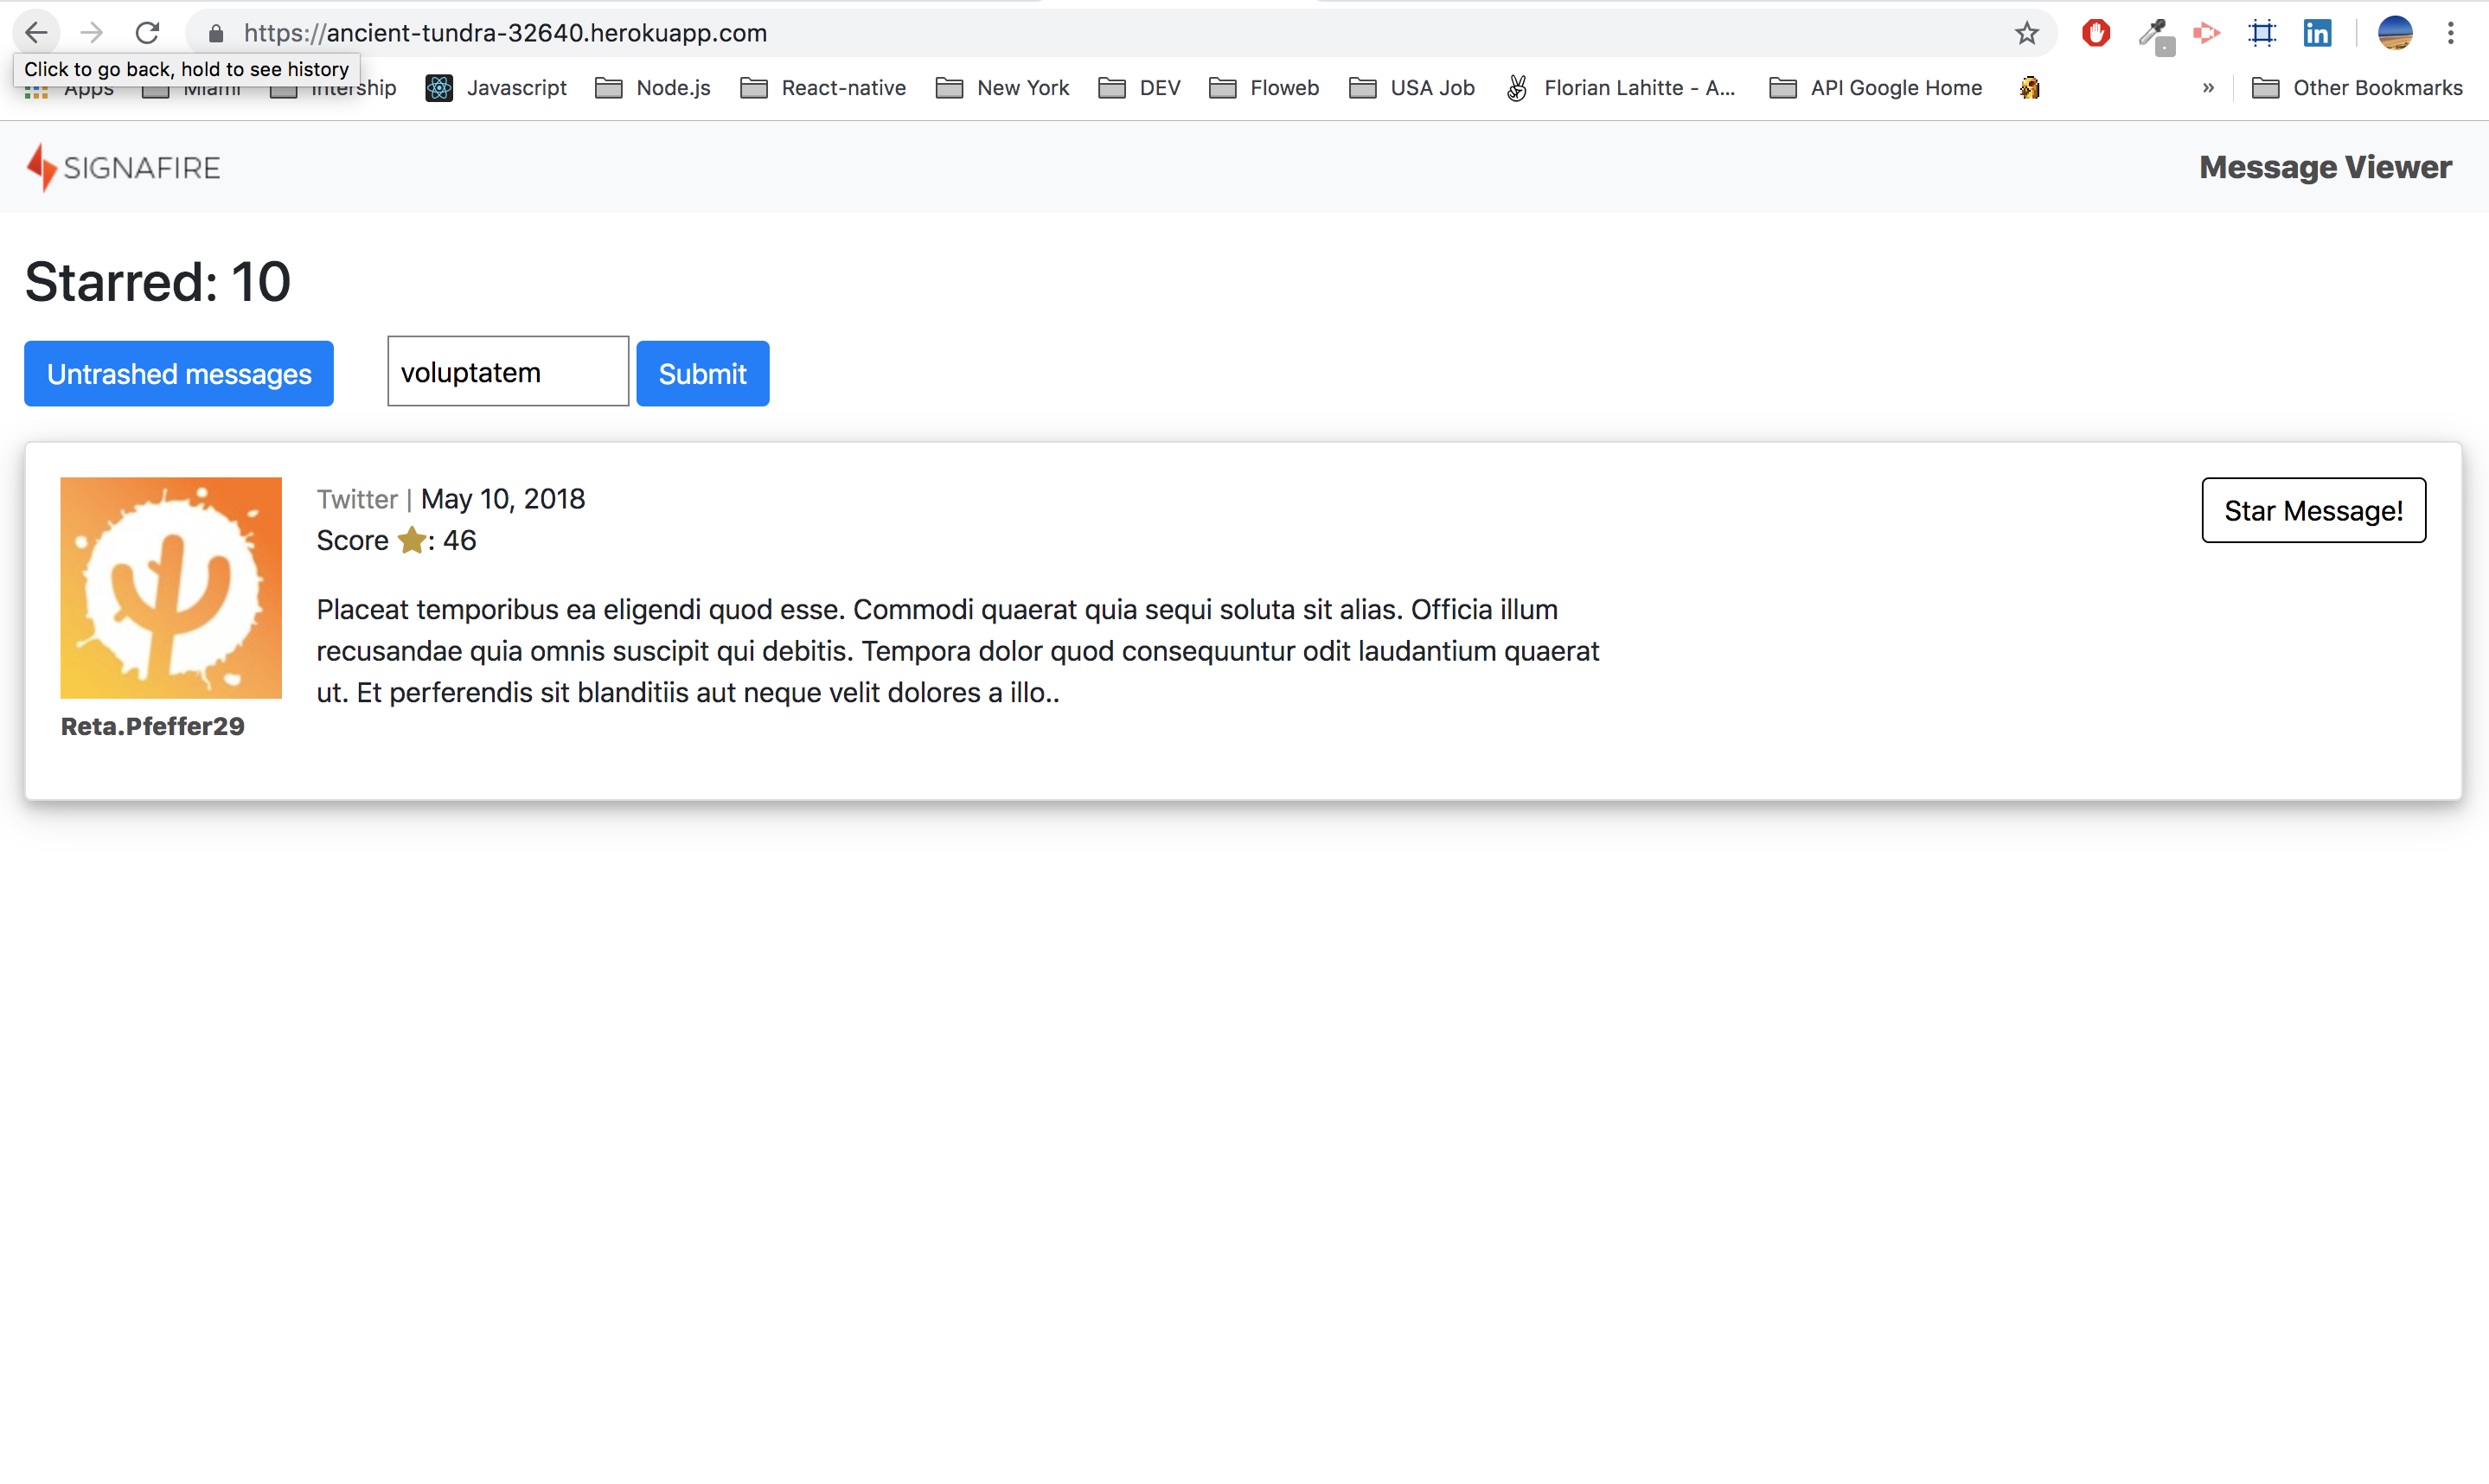 https://ancient-tundra-32640.herokuapp.com
Click to go back, hold to see history
Apps Miami Intership Javascript Node.js React-native New York DEV Floweb USA Job Florian Lahitte - A... API Google Home » Other Bookmarks
SIGNAFIRE Message Viewer
Starred: 10
Untrashed messages voluptatem Submit
Twitter | May 10, 2018 Star Message!
Score ⭐: 46
Placeat temporibus ea eligendi quod esse. Commodi quaerat quia sequi soluta sit alias. Officia illum
recusandae quia omnis suscipit qui debitis. Tempora dolor quod consequuntur odit laudantium quaerat
ut. Et perferendis sit blanditiis aut neque velit dolores a illo..
Reta.Pfeffer29